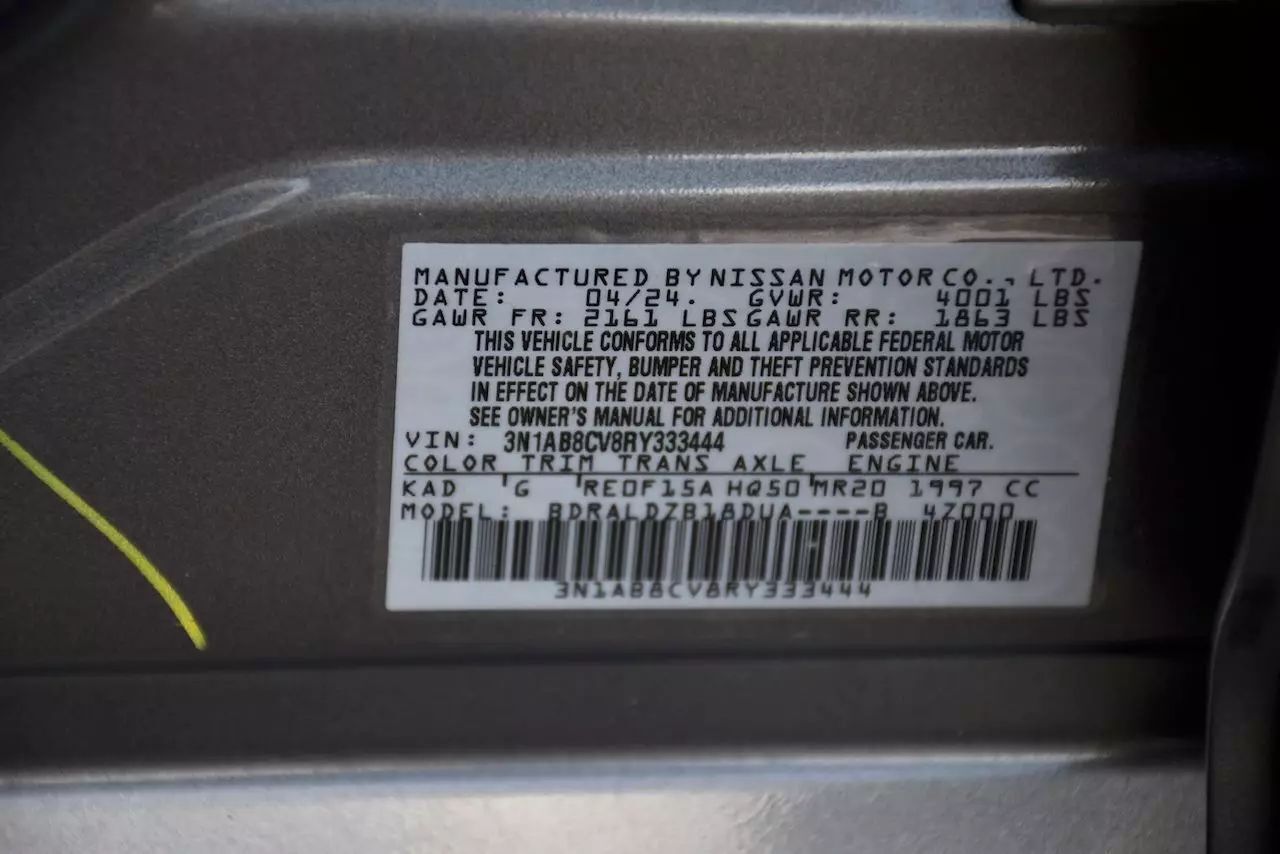 MANUFACTURED BY NISSAN MOTOR CO., LTD.
DATE: 04/24. GVWR: 4001 LBS
GAWR FR: 2161 LBS GAWR RR: 1863 LBS
THIS VEHICLE CONFORMS TO ALL APPLICABLE FEDERAL MOTOR
VEHICLE SAFETY, BUMPER AND THEFT PREVENTION STANDARDS
IN EFFECT ON THE DATE OF MANUFACTURE SHOWN ABOVE.
SEE OWNER'S MANUAL FOR ADDITIONAL INFORMATION.
VIN: 3N1AB8CV8RY333444 PASSENGER CAR.
COLOR TRIM TRANS AXLE ENGINE
KAD 'G 'RE0F15A HQ50'MR20 1997 CC
MODEL: BDRALDZB18DUA----B 47000
3N1AB8CV8RY333444